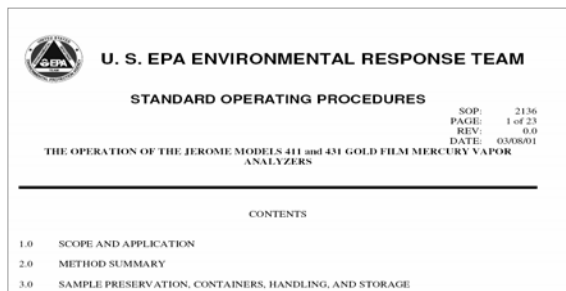 EPA
U. S. EPA ENVIRONMENTAL RESPONSE TEAM
STANDARD OPERATING PROCEDURES
SOP: 2136
PAGE: 1 of 23
REV: 0.0
DATE: 03/08/01
THE OPERATION OF THE JEROME MODELS 411 and 431 GOLD FILM MERCURY VAPOR
ANALYZERS
CONTENTS
1.0 SCOPE AND APPLICATION
2.0 METHOD SUMMARY
3.0 SAMPLE PRESERVATION, CONTAINERS, HANDLING, AND STORAGE